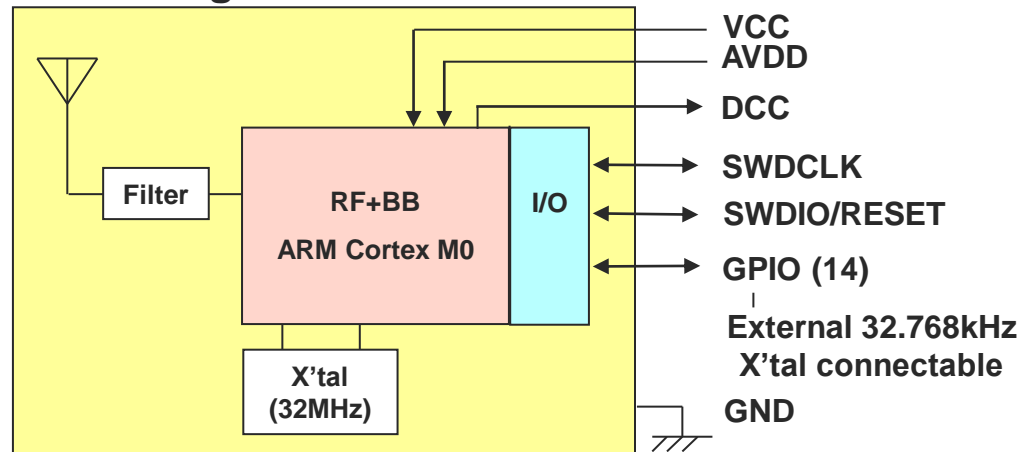 VCC
AVDD
DCC
Filter
RF+BB
ARM Cortex M0
I/O
SWDCLK
SWDIO/RESET
GPIO (14)
External 32.768kHz
X'tal connectable
X'tal
(32MHz)
GND